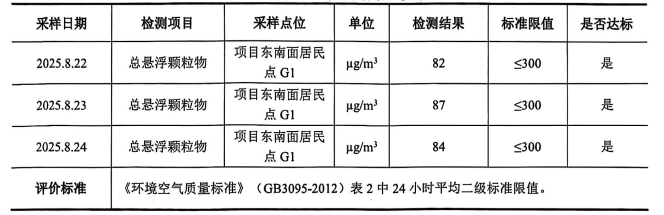 采样日期 检测项目 采样点位 单位 检测结果 标准限值 是否达标
2025.8.22 总悬浮颗粒物 项目东南面居民点 G1 μg/m³ 82 ≤300 是
2025.8.23 总悬浮颗粒物 项目东南面居民点 G1 μg/m³ 87 ≤300 是
2025.8.24 总悬浮颗粒物 项目东南面居民点 G1 μg/m³ 84 ≤300 是
评价标准 《环境空气质量标准》（GB3095-2012）表 2 中 24 小时平均二级标准限值。